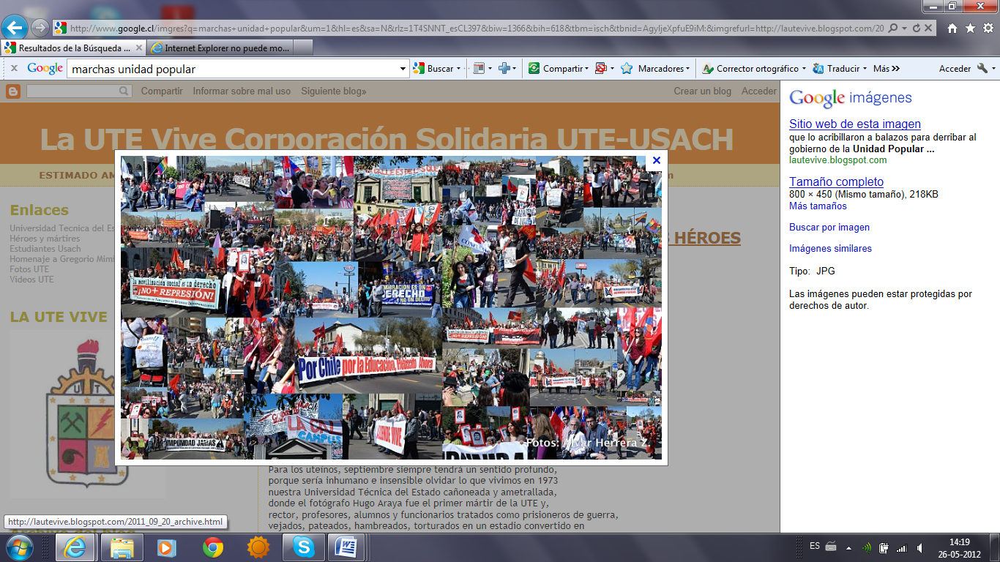 http://www.google.cl/imgres?q=marchas+unidad+popular&um=1&hl=es&sa=N&rlz=1T4SNNT_esCL397&biw=1366&bih=618&tbm=isch&tbnid=AgyljeXpfuE9iM:&imgrefurl=http://lautevive.blogspot.com/20
Resultados de la Búsqueda ...
Internet Explorer no puede mo...
Google marchas unidad popular Buscar Compartir Marcadores Corrector ortográfico Traducir Más Acceder
Compartir Informar sobre mal uso Siguiente blog» Crear un blog Acceder
La UTE Vive Corporación Solidaria UTE-USACH
ESTIMADO AM
Enlaces
Universidad Tecnica del Es
Héroes y mártires
Estudiantes Usach
Homenaje a Gregorio Mim
Fotos UTE
Videos UTE
HÉROES
LA UTE VIVE
UTE
la movilizacion social es un derecho
¡NO+ REPRESIÓN!
MIGRACION ES UN
DERECHO
Y NO UN DELITO
¡NO+ REPRESIÓN!
Por Chile por la Educación, Plebiscito Ahora
LA CALLE
CAMPUS
ALLENDE VIVE
IMPUNIDAD JAMAS
Fotos: Alvar Herrera Z.
Para los uteinos, septiembre siempre tendrá un sentido profundo,
porque sería inhumano e insensible olvidar lo que vivimos en 1973
nuestra Universidad Técnica del Estado cañoneada y ametrallada,
donde el fotógrafo Hugo Araya fue el primer mártir de la UTE y,
rector, profesores, alumnos y funcionarios tratados como prisioneros de guerra,
vejados, pateados, hambreados, torturados en un estadio convertido en
Archivo del blog
http://lautevive.blogspot.com/2011_09_20_archive.html
Google imágenes
Sitio web de esta imagen
que lo acribillaron a balazos para derribar al
gobierno de la Unidad Popular ...
lautevive.blogspot.com
Tamaño completo
800 × 450 (Mismo tamaño), 218KB
Más tamaños
Buscar por imagen
Imágenes similares
Tipo: JPG
Las imágenes pueden estar protegidas por
derechos de autor.
ES
14:19
26-05-2012